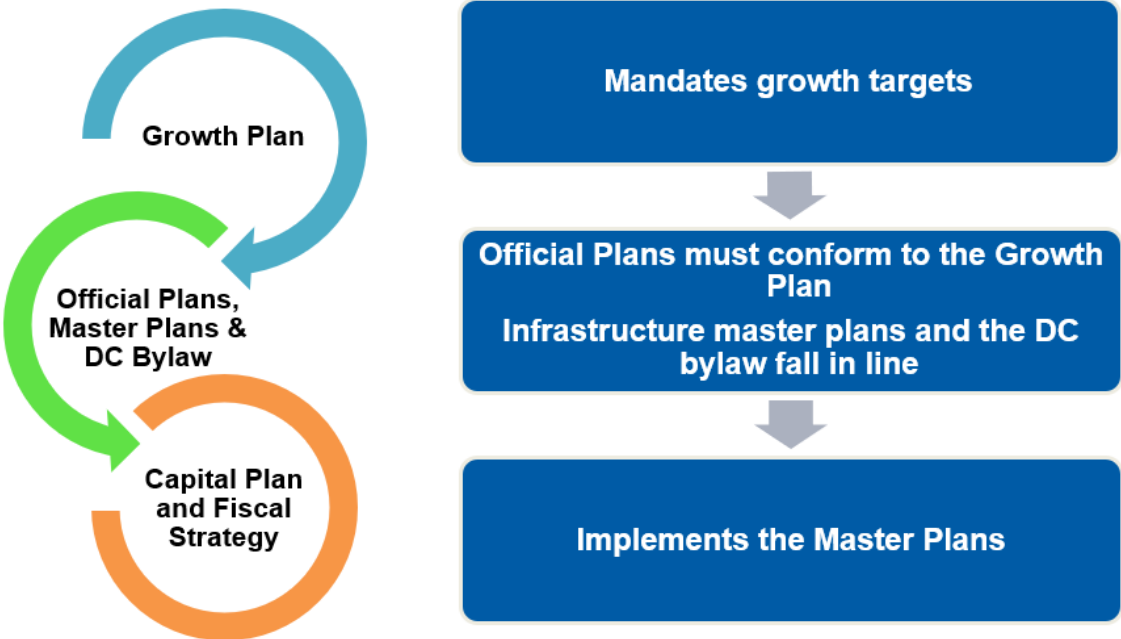 Growth Plan
Mandates growth targets
Official Plans,
Master Plans &
DC Bylaw
Official Plans must conform to the Growth
Plan
Infrastructure master plans and the DC
bylaw fall in line
Capital Plan
and Fiscal
Strategy
Implements the Master Plans